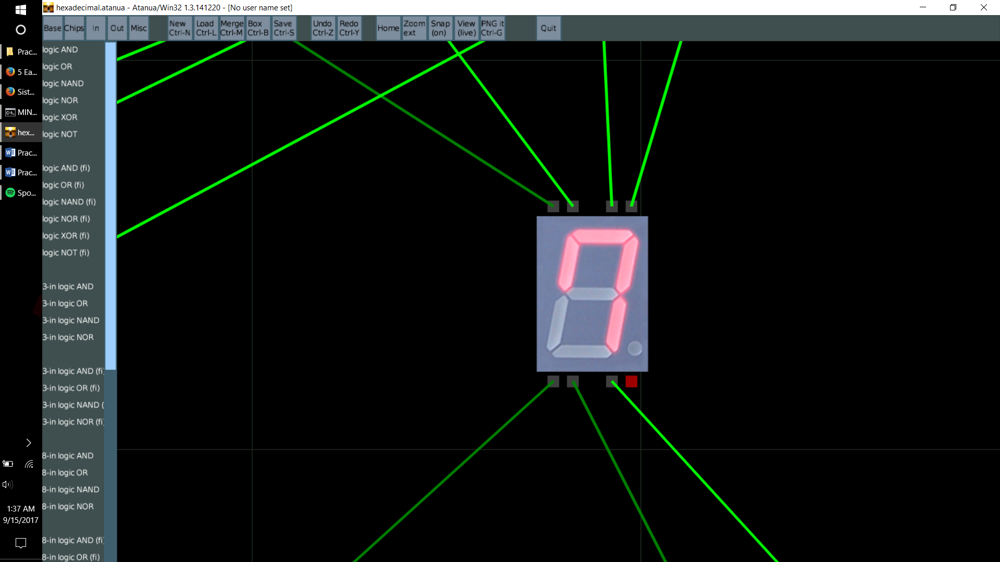 hexadecimal.atanua - Atanua/Win32 1.3.141220 - [No user name set]
Base Chips In Out Misc New Ctrl-N Load Ctrl-L Merge Ctrl-M Box Ctrl-B Save Ctrl-S Undo Ctrl-Z Redo Ctrl-Y Home Zoom ext Snap (on) View (live) PNG it Ctrl-G Quit
Prac...
5 Ea...
Sist...
MIN...
hex...
Prac...
Prac...
Spo...
1:37 AM
9/15/2017
logic AND
logic OR
logic NAND
logic NOR
logic XOR
logic NOT
logic AND (fi)
logic OR (fi)
logic NAND (fi)
logic NOR (fi)
logic XOR (fi)
logic NOT (fi)
3-in logic AND
3-in logic OR
3-in logic NAND
3-in logic NOR
3-in logic AND (fi)
3-in logic OR (fi)
3-in logic NAND (
3-in logic NOR (fi)
8-in logic AND
8-in logic OR
8-in logic NAND
8-in logic NOR
8-in logic AND (fi)
8-in logic OR (fi)